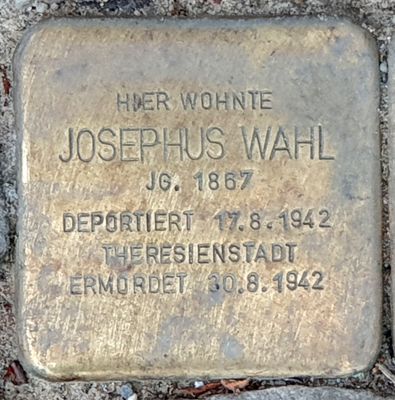 HIER WOHNTE
JOSEPHUS WAHL
JG. 1867
DEPORTIERT 17.8.1942
THERESIENSTADT
ERMORDET 30.8.1942